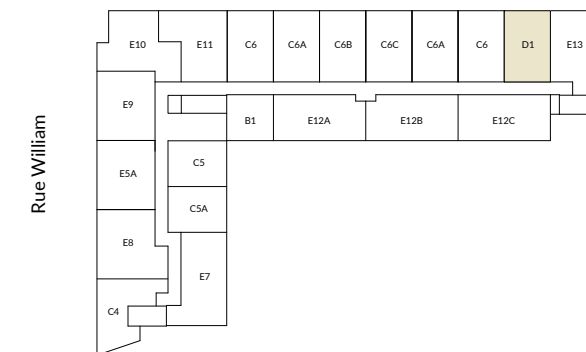 E10 E11 C6 C6A C6B C6C C6A C6 D1 E13
E9
B1 E12A E12B E12C
Rue William
C5
E5A
C5A
E8
E7
C4